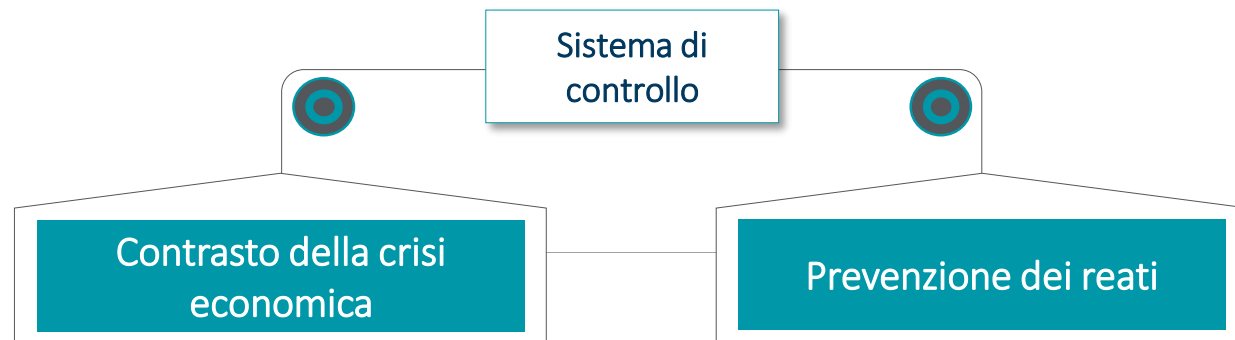 Sistema di
controllo
Contrasto della crisi
economica
Prevenzione dei reati